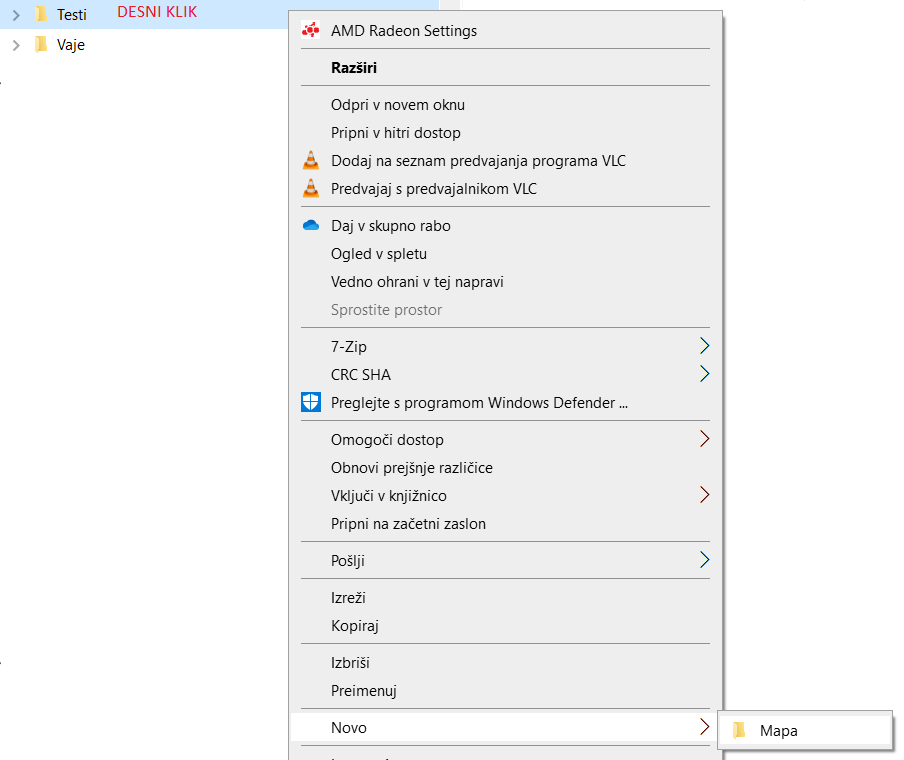 Testi DESNI KLIK
Vaje
AMD Radeon Settings
Razširi
Odpri v novem oknu
Pripni v hitri dostop
Dodaj na seznam predvajanja programa VLC
Predvajaj s predvajalnikom VLC
Daj v skupno rabo
Ogled v spletu
Vedno ohrani v tej napravi
Sprostite prostor
7-Zip
CRC SHA
Preglejte s programom Windows Defender ...
Omogoči dostop
Obnovi prejšnje različice
Vključi v knjižnico
Pripni na začetni zaslon
Pošlji
Izreži
Kopiraj
Izbriši
Preimenuj
Novo
Mapa